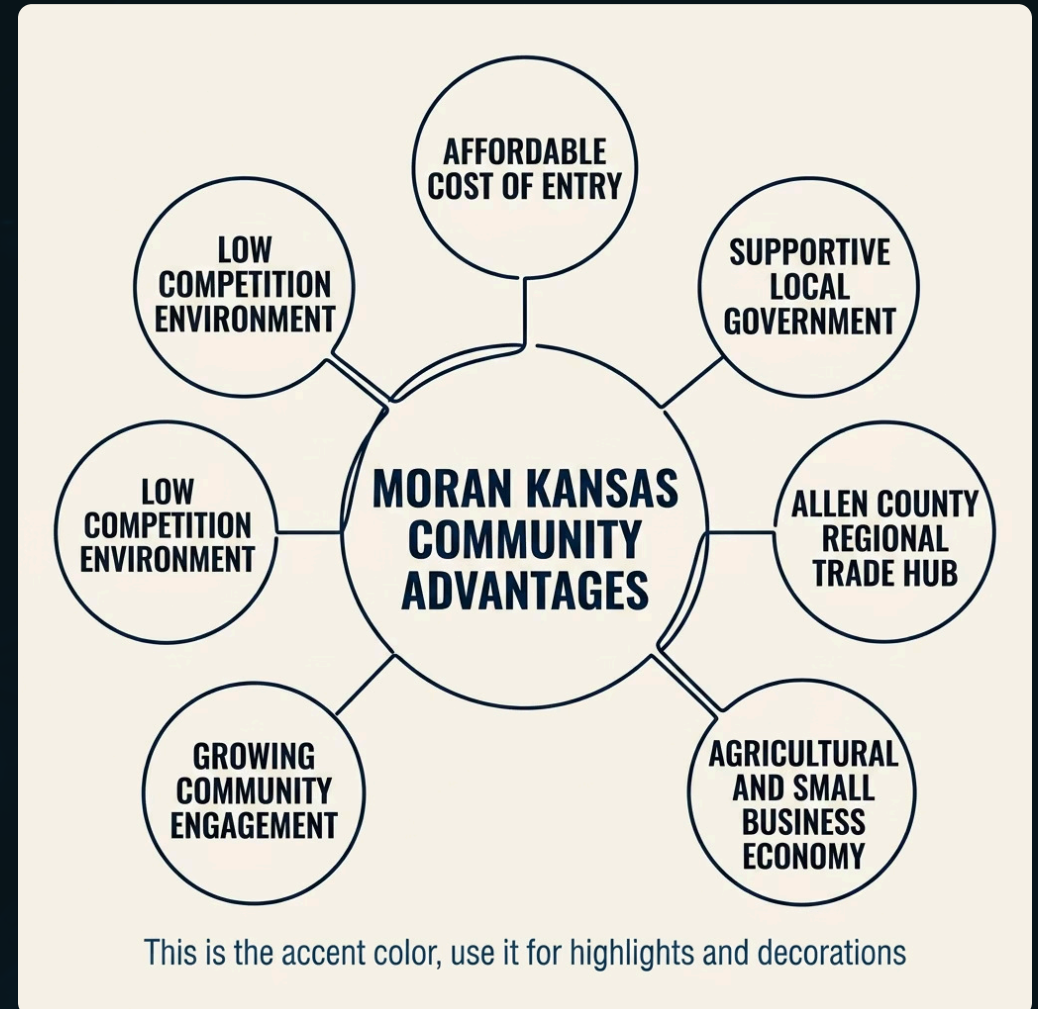 AFFORDABLE
COST OF ENTRY
LOW
COMPETITION
ENVIRONMENT
SUPPORTIVE
LOCAL
GOVERNMENT
MORAN KANSAS
COMMUNITY
ADVANTAGES
LOW
COMPETITION
ENVIRONMENT
ALLEN COUNTY
REGIONAL
TRADE HUB
GROWING
COMMUNITY
ENGAGEMENT
AGRICULTURAL
AND SMALL
BUSINESS
ECONOMY
This is the accent color, use it for highlights and decorations